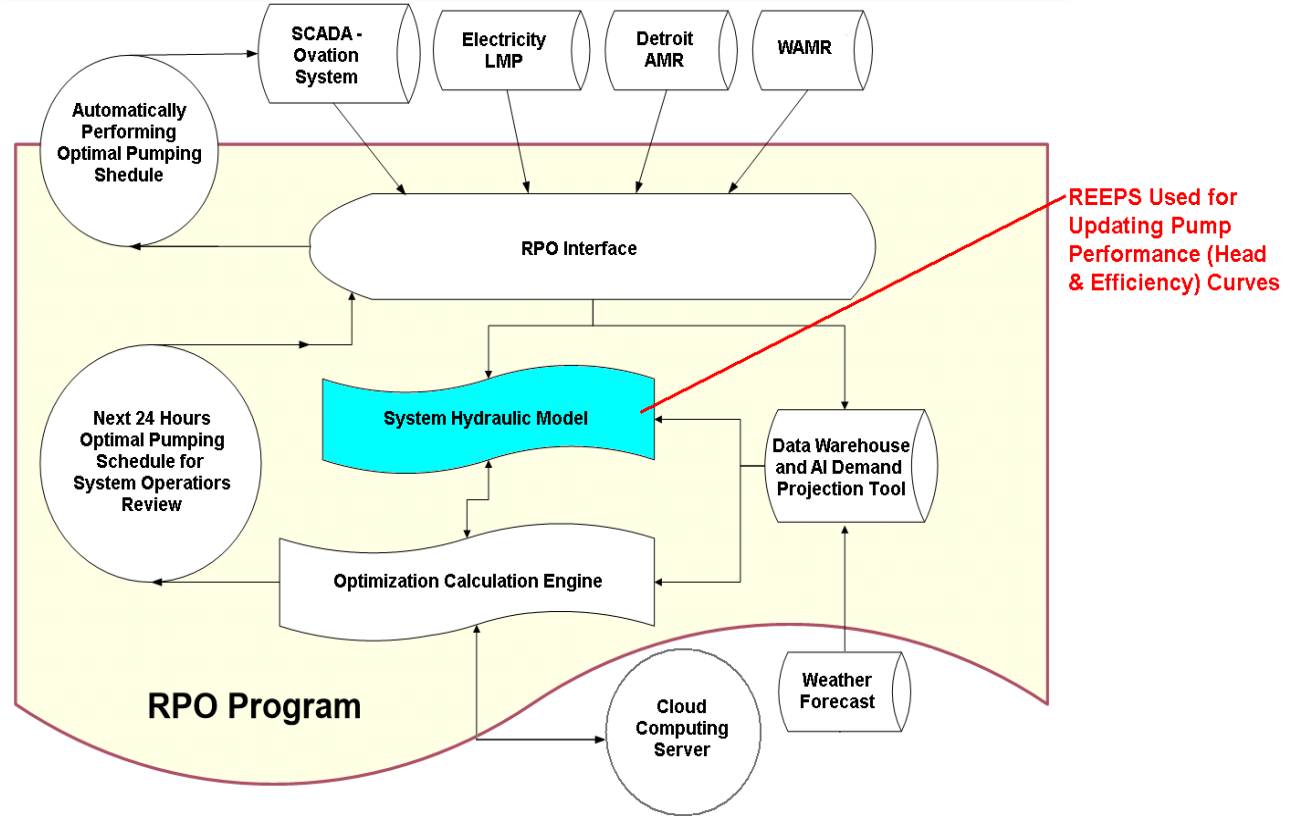 SCADA -
Ovation
System
Electricity
LMP
Detroit
AMR
WAMR
Automatically
Performing
Optimal Pumping
Shedule
RPO Interface
REEPS Used for
Updating Pump
Performance (Head
& Efficiency) Curves
Next 24 Hours
Optimal Pumping
Schedule for
System Operatiors
Review
System Hydraulic Model
Data Warehouse
and AI Demand
Projection Tool
Optimization Calculation Engine
Weather
Forecast
Cloud
Computing
Server
RPO Program